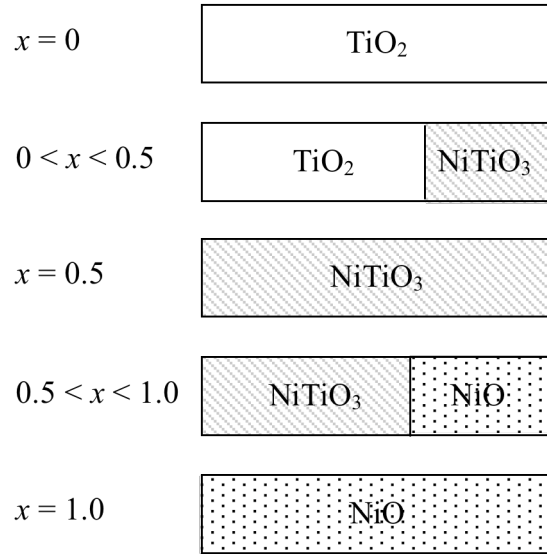 x = 0 TiO₂
0 < x < 0.5 TiO₂ NiTiO₃
x = 0.5 NiTiO₃
0.5 < x < 1.0 NiTiO₃ NiO
x = 1.0 NiO